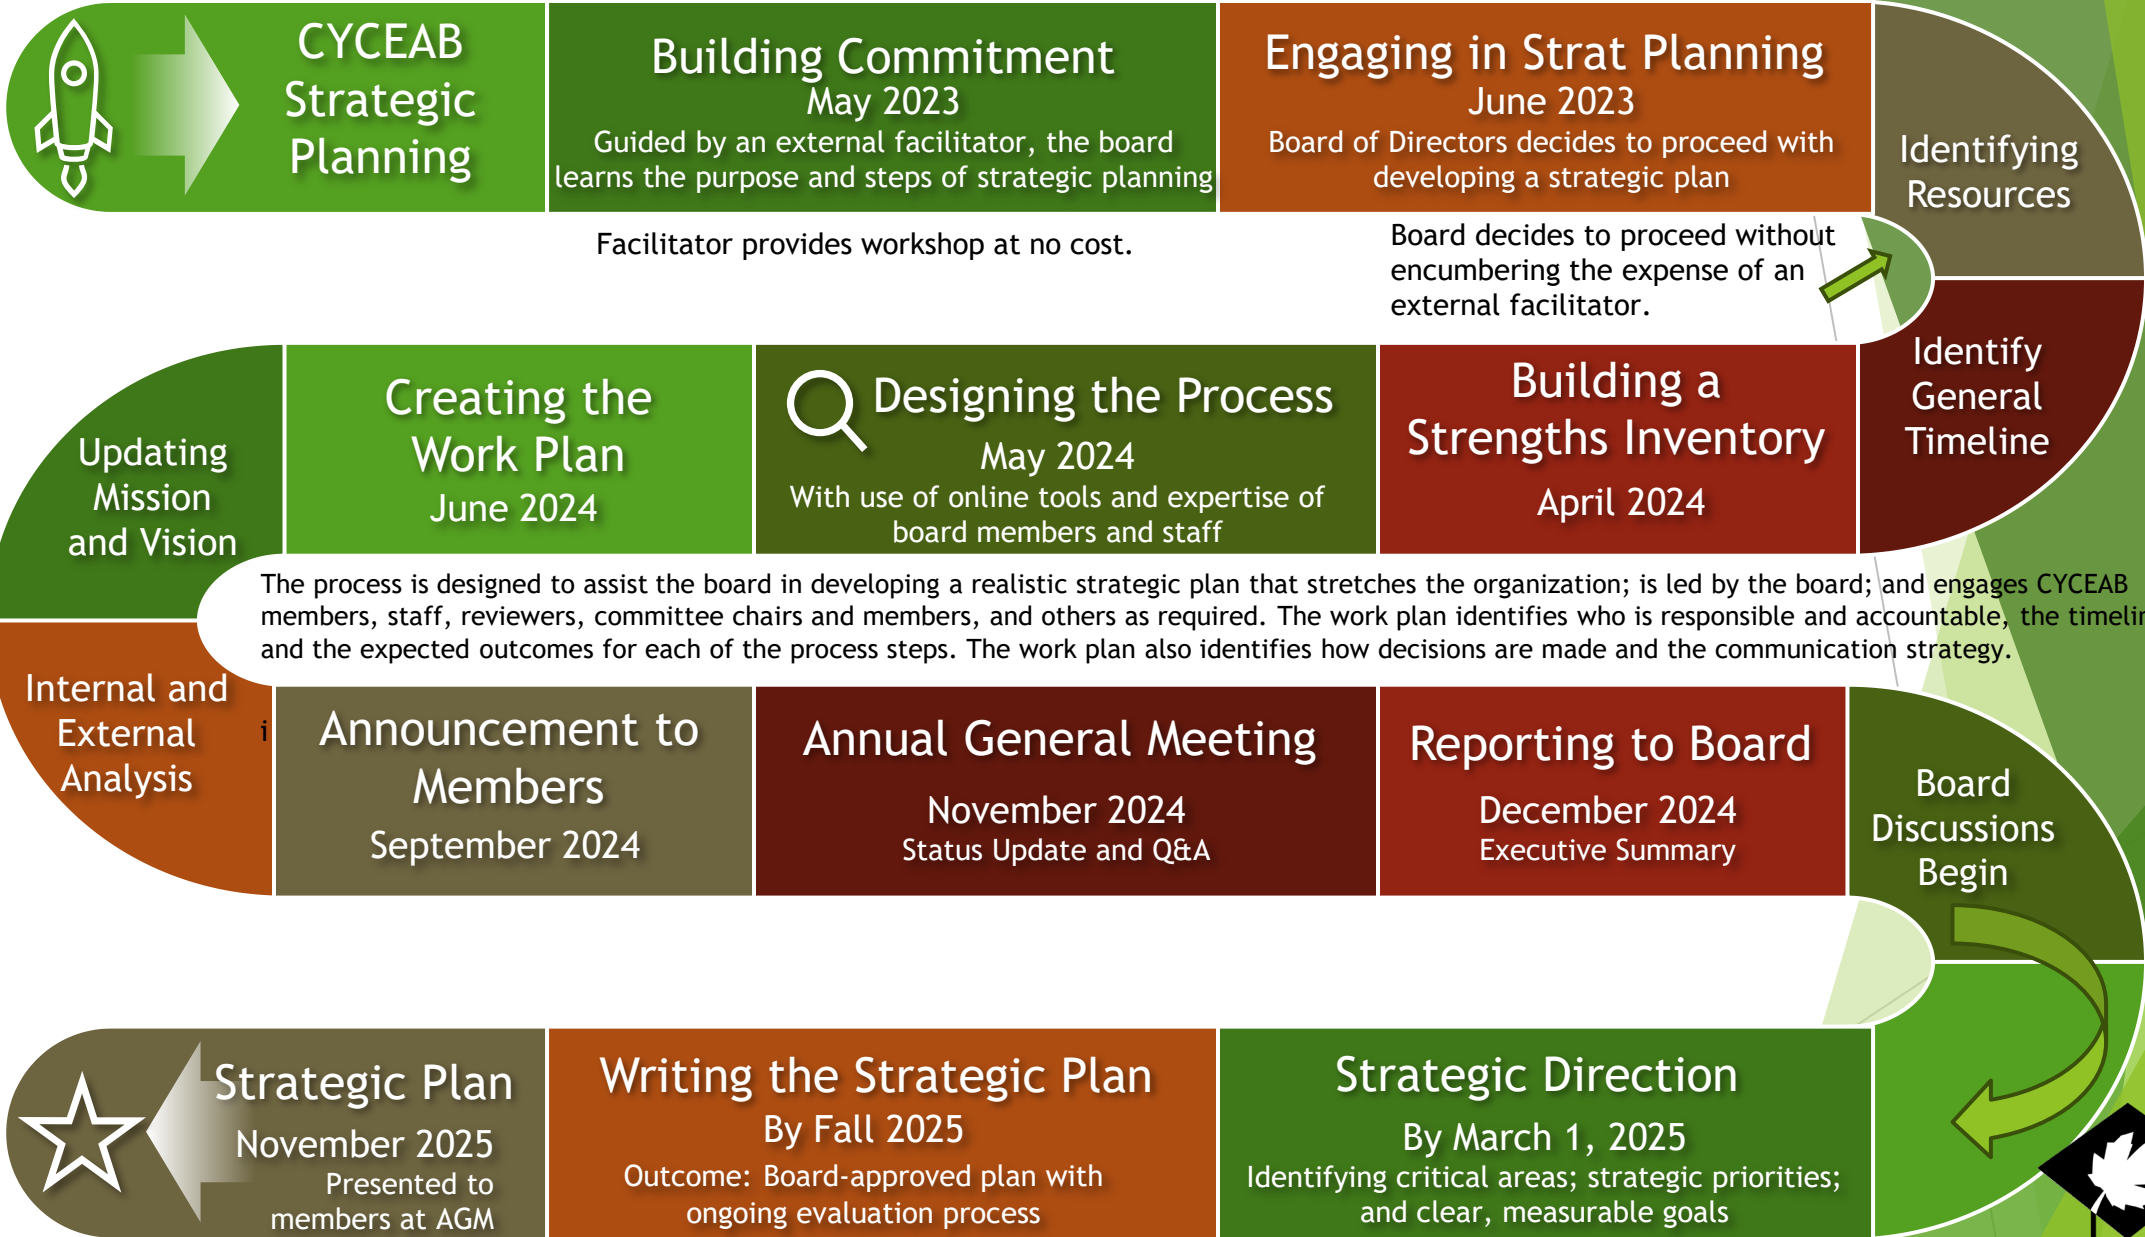 CYCEAB
Strategic
Planning
Building Commitment
May 2023
Guided by an external facilitator, the board
learns the purpose and steps of strategic planning
Engaging in Strat Planning
June 2023
Board of Directors decides to proceed with
developing a strategic plan
Identifying
Resources
Facilitator provides workshop at no cost.
Board decides to proceed without
encumbering the expense of an
external facilitator.
Identify
General
Timeline
Building a
Strengths Inventory
April 2024
Designing the Process
May 2024
With use of online tools and expertise of
board members and staff
Creating the
Work Plan
June 2024
Updating
Mission
and Vision
The process is designed to assist the board in developing a realistic strategic plan that stretches the organization; is led by the board; and engages CYCEAB
members, staff, reviewers, committee chairs and members, and others as required. The work plan identifies who is responsible and accountable, the timelin
and the expected outcomes for each of the process steps. The work plan also identifies how decisions are made and the communication strategy.
Internal and
External
Analysis
i
Announcement to
Members
September 2024
Annual General Meeting
November 2024
Status Update and Q&A
Reporting to Board
December 2024
Executive Summary
Board
Discussions
Begin
Strategic Direction
By March 1, 2025
Identifying critical areas; strategic priorities;
and clear, measurable goals
Writing the Strategic Plan
By Fall 2025
Outcome: Board-approved plan with
ongoing evaluation process
Strategic Plan
November 2025
Presented to
members at AGM